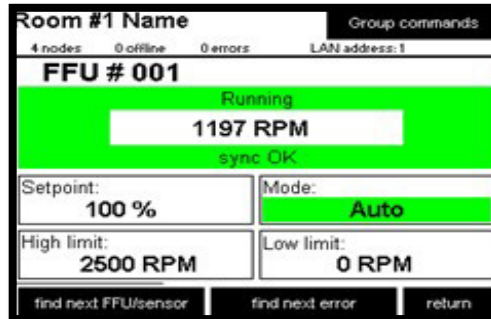 Room #1 Name Group commands
4 nodes 0 offline 0 errors LAN address: 1
FFU # 001
Running
1197 RPM
sync OK
Setpoint: Mode:
100 % Auto
High limit: Low limit:
2500 RPM 0 RPM
find next FFU/sensor find next error return